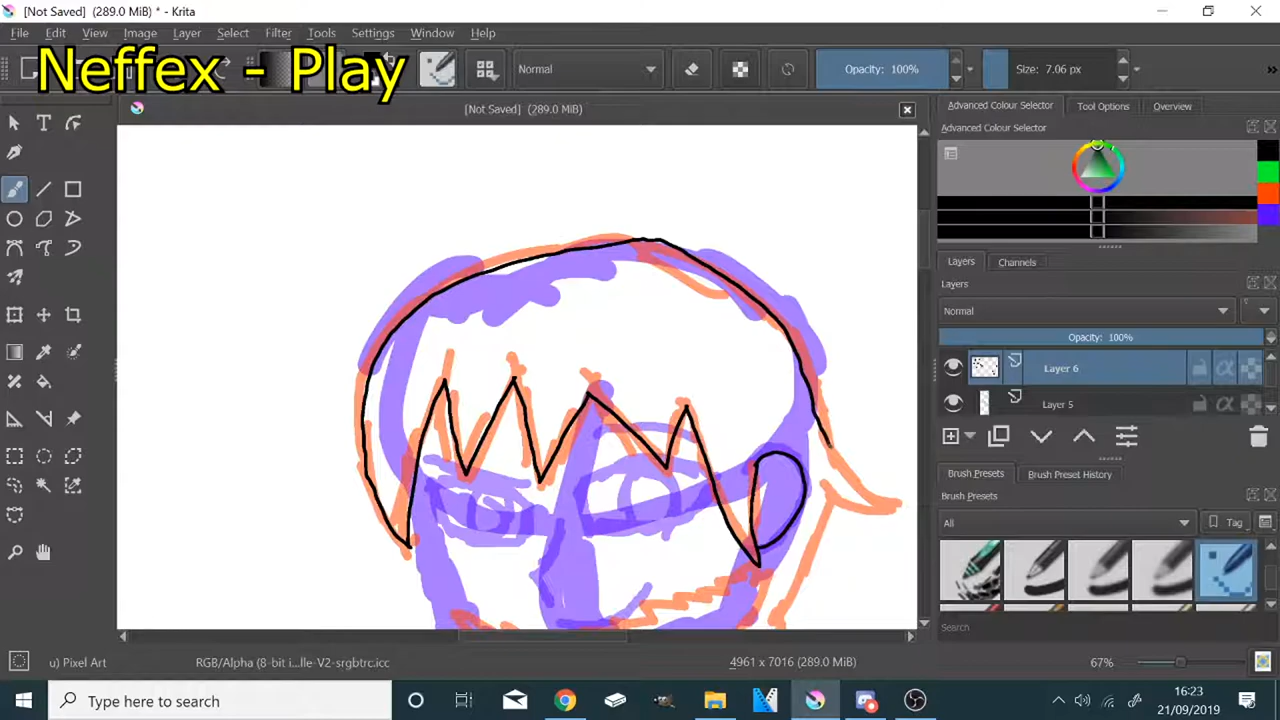 [Not Saved] (289.0 MiB) * - Krita
File Edit View Image Layer Select Filter Tools Settings Window Help
Neffex - Play
Normal Opacity: 100% Size: 7.06 px
[Not Saved] (289.0 MiB)
Advanced Colour Selector Tool Options Overview
Advanced Colour Selector
Layers Channels
Layers
Normal
Opacity: 100%
Layer 6
Layer 5
Brush Presets Brush Preset History
Brush Presets
All Tag
Search
u) Pixel Art RGB/Alpha (8-bit i...lle-V2-srgbtrc.icc 4961 x 7016 (289.0 MiB) 67%
Type here to search
16:23
21/09/2019